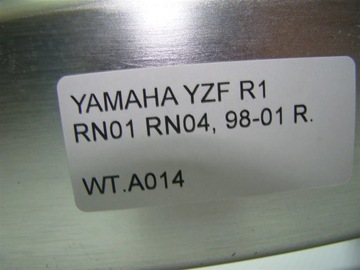 YAMAHA YZF R1
RN01 RN04, 98-01 R.
WT.A014